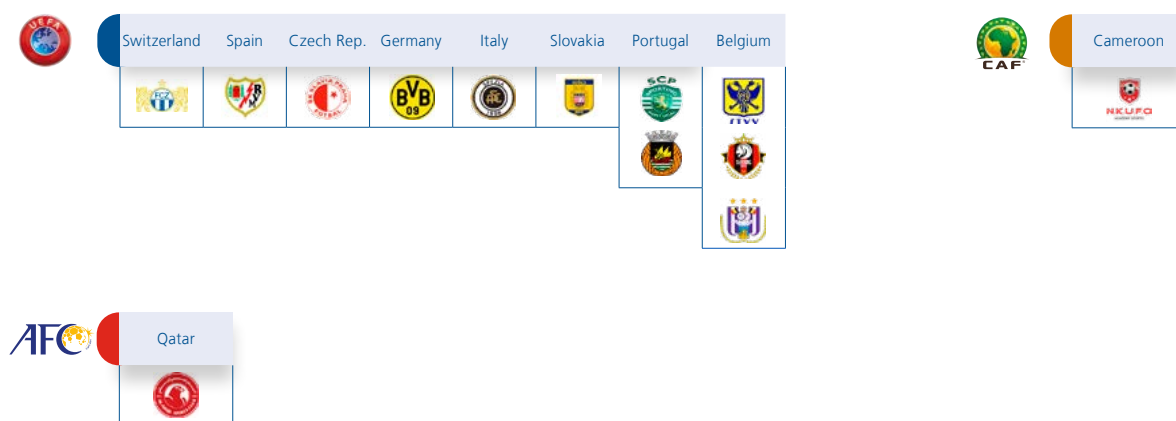 UEFA
Switzerland Spain Czech Rep. Germany Italy Slovakia Portugal Belgium
CAF
Cameroon
FCZ
BVB
09
SCP
STVV
NKUFO
AFC
Qatar